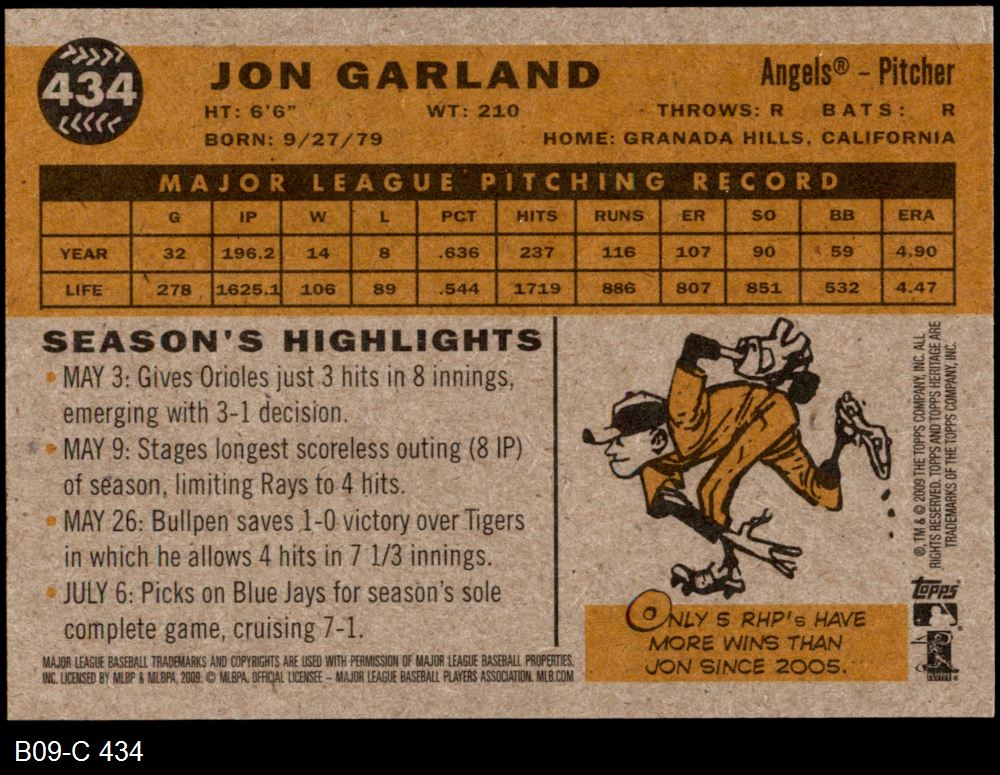 434
JON GARLAND
Angels® – Pitcher
HT: 6'6" WT: 210 THROWS: R BATS: R
BORN: 9/27/79 HOME: GRANADA HILLS, CALIFORNIA
MAJOR LEAGUE PITCHING RECORD
G IP W L PCT HITS RUNS ER SO BB ERA
YEAR 32 196.2 14 8 .636 237 116 107 90 59 4.90
LIFE 278 1625.1 106 89 .544 1719 886 807 851 532 4.47
SEASON'S HIGHLIGHTS
• MAY 3: Gives Orioles just 3 hits in 8 innings,
emerging with 3-1 decision.
• MAY 9: Stages longest scoreless outing (8 IP)
of season, limiting Rays to 4 hits.
• MAY 26: Bullpen saves 1-0 victory over Tigers
in which he allows 4 hits in 7 1/3 innings.
• JULY 6: Picks on Blue Jays for season's sole
complete game, cruising 7-1.
MAJOR LEAGUE BASEBALL TRADEMARKS AND COPYRIGHTS ARE USED WITH PERMISSION OF MAJOR LEAGUE BASEBALL PROPERTIES,
INC. LICENSED BY MLBP & MLBPA, 2009. © MLBPA, OFFICIAL LICENSEE – MAJOR LEAGUE BASEBALL PLAYERS ASSOCIATION. MLB.COM
ONLY 5 RHP's HAVE
MORE WINS THAN
JON SINCE 2005.
®, TM & © 2009 THE TOPPS COMPANY, INC. ALL
RIGHTS RESERVED. TOPPS AND TOPPS HERITAGE ARE
TRADEMARKS OF THE TOPPS COMPANY, INC.
topps
B09-C 434